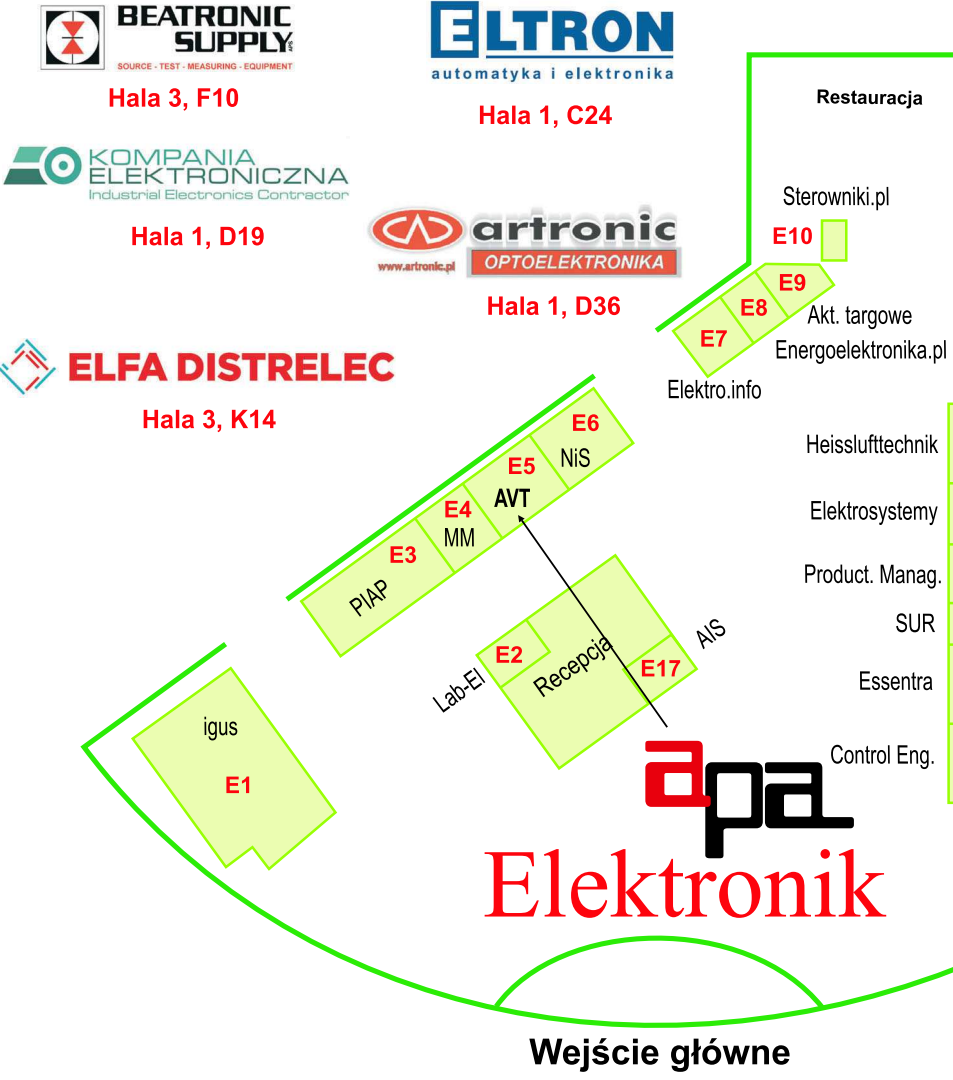 BEATRONIC
SUPPLY APS
SOURCE - TEST - MEASURING - EQUIPMENT
Hala 3, F10
ELTRON
automatyka i elektronika
Hala 1, C24
KOMPANIA
ELEKTRONICZNA
Industrial Electronics Contractor
Hala 1, D19
artronic
www.artronic.pl
OPTOELEKTRONIKA
Hala 1, D36
ELFA DISTRELEC
Hala 3, K14
Restauracja
Sterowniki.pl
E10
E9
E8
E7
Akt. targowe
Energoelektronika.pl
Elektro.info
E6
NiS
E5
AVT
E4
MM
E3
PIAP
Heisslufttechnik
Elektrosystemy
Product. Manag.
SUR
Essentra
Control Eng.
E2
Lab-El
Recepcja
AIS
E17
igus
E1
apa
Elektronik
Wejście główne